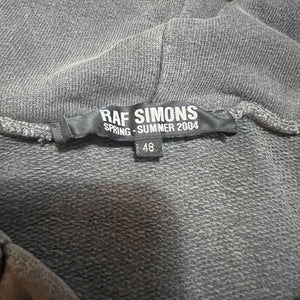 RAF SIMONS
SPRING - SUMMER 2004
48